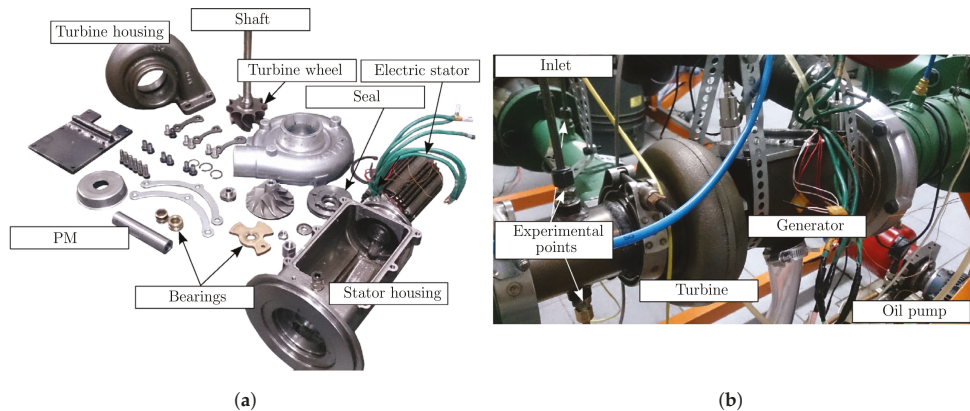 Shaft
Turbine housing
Turbine wheel
Electric stator
Seal
PM
Bearings
Stator housing
Inlet
Experimental
points
Generator
Turbine
Oil pump
(a)
(b)